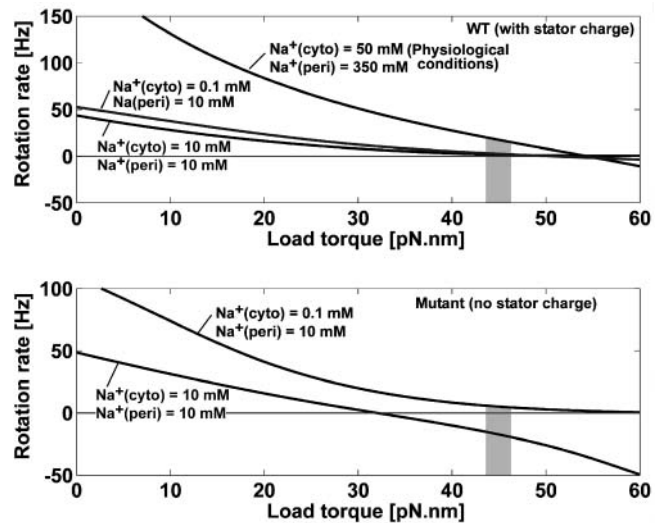 WT (with stator charge)
Na+(cyto) = 50 mM (Physiological
Na+(peri) = 350 mM conditions)
Na+(cyto) = 0.1 mM
Na(peri) = 10 mM
Na+(cyto) = 10 mM
Na+(peri) = 10 mM
Rotation rate [Hz]
150
100
50
0
-50
0 10 20 30 40 50 60
Load torque [pN.nm]
Mutant (no stator charge)
Na+(cyto) = 0.1 mM
Na+(peri) = 10 mM
Na+(cyto) = 10 mM
Na+(peri) = 10 mM
Rotation rate [Hz]
100
50
0
-50
0 10 20 30 40 50 60
Load torque [pN.nm]